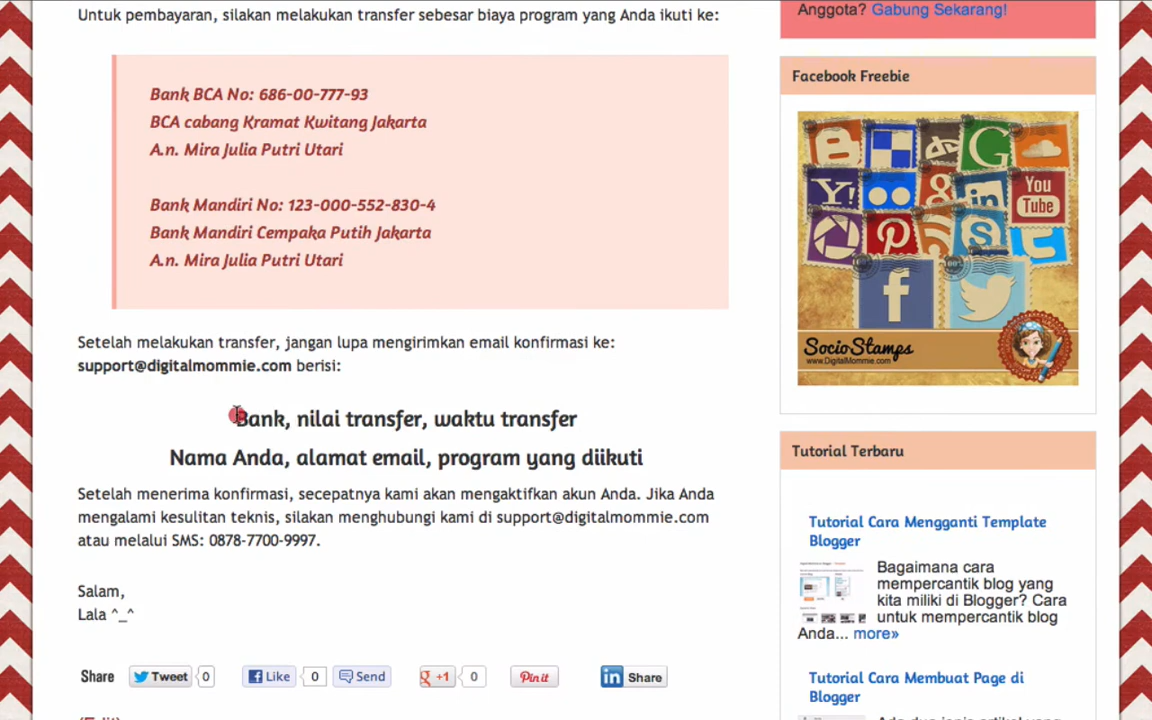 Untuk pembayaran, silakan melakukan transfer sebesar biaya program yang Anda ikuti ke:
Bank BCA No: 686-00-777-93
BCA cabang Kramat Kwitang Jakarta
A.n. Mira Julia Putri Utari
Bank Mandiri No: 123-000-552-830-4
Bank Mandiri Cempaka Putih Jakarta
A.n. Mira Julia Putri Utari
Setelah melakukan transfer, jangan lupa mengirimkan email konfirmasi ke:
support@digitalmommie.com berisi:
Bank, nilai transfer, waktu transfer
Nama Anda, alamat email, program yang diikuti
Setelah menerima konfirmasi, secepatnya kami akan mengaktifkan akun Anda. Jika Anda
mengalami kesulitan teknis, silakan menghubungi kami di support@digitalmommie.com
atau melalui SMS: 0878-7700-9997.
Salam,
Lala ^_^
Share Tweet 0 Like 0 Send +1 0 Pin it Share
(Edit)
Anggota? Gabung Sekarang!
Facebook Freebie
You
Tube
SocioStamps
www.DigitalMommie.com
Tutorial Terbaru
Tutorial Cara Mengganti Template
Blogger
Bagaimana cara
mempercantik blog yang
kita miliki di Blogger? Cara
untuk mempercantik blog
Anda... more»
Tutorial Cara Membuat Page di
Blogger
Ada dua jenis artikel yang